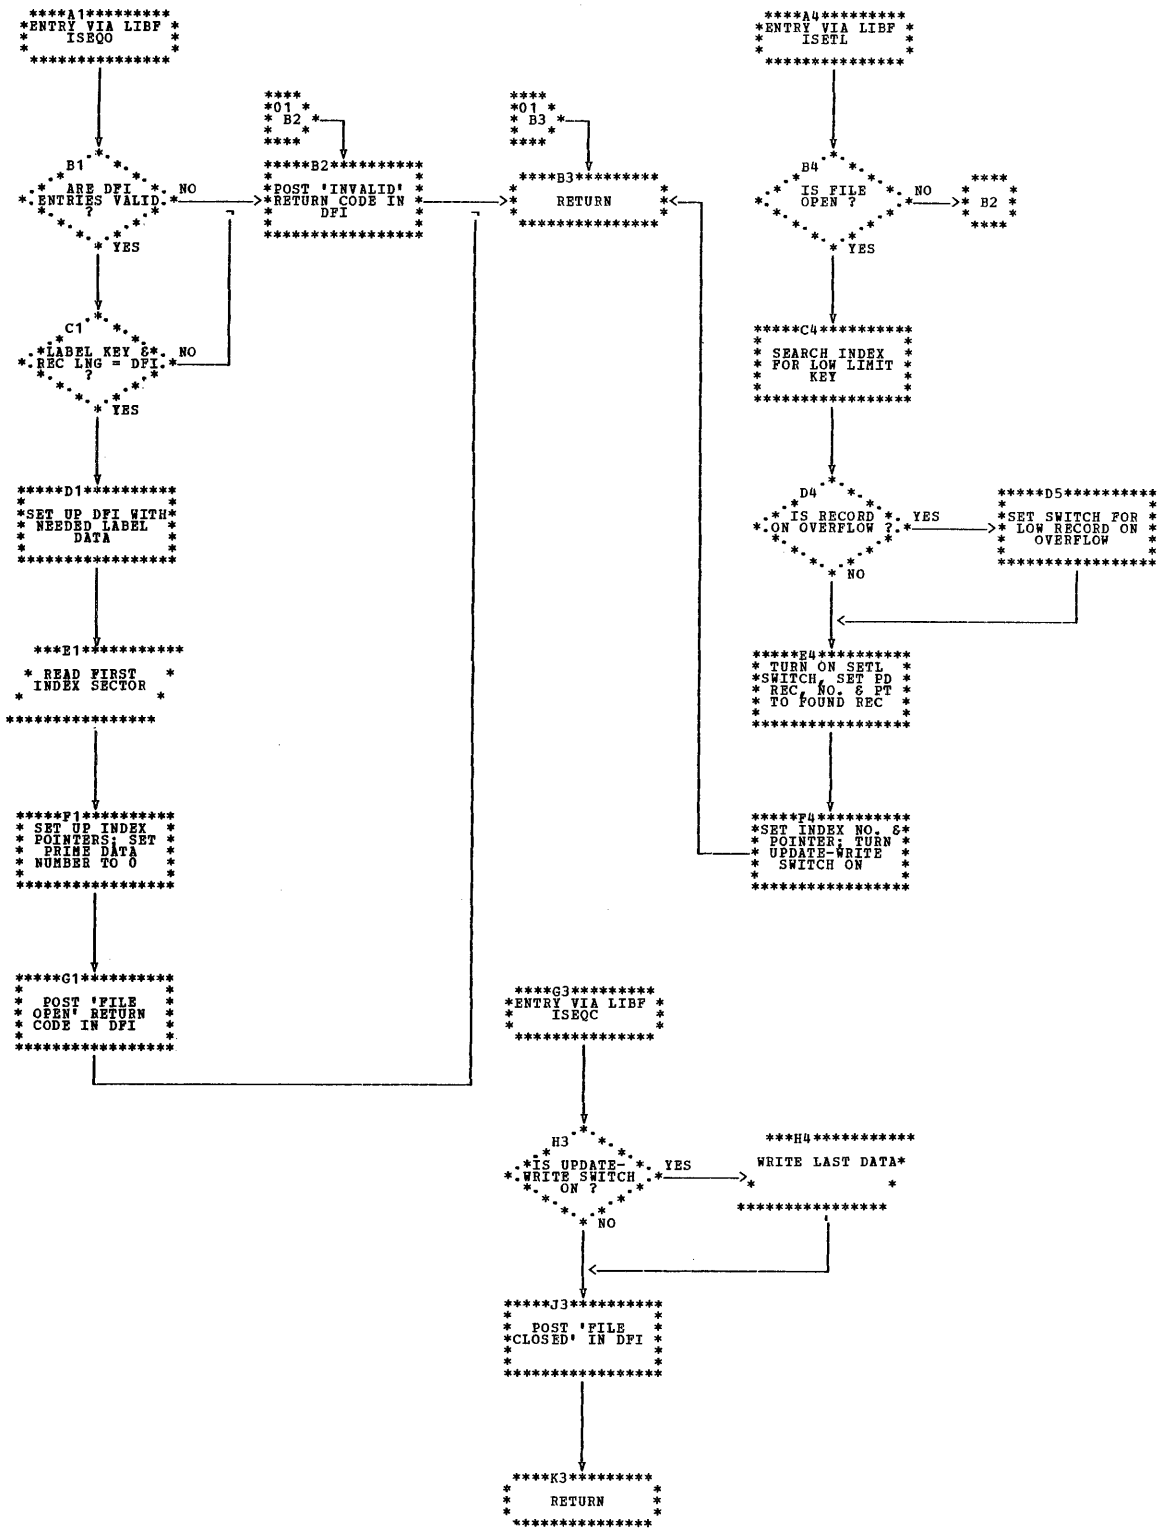 A1
ENTRY VIA LIBF
ISEQO
A4
ENTRY VIA LIBF
ISETL
01
B2
01
B3
B1
ARE DFI
ENTRIES VALID
?
NO
YES
B2
POST 'INVALID'
RETURN CODE IN
DFI
B3
RETURN
B4
IS FILE
OPEN ?
NO
YES
B2
C1
LABEL KEY &
REC LNG = DFI
?
NO
YES
C4
SEARCH INDEX
FOR LOW LIMIT
KEY
D1
SET UP DFI WITH
NEEDED LABEL
DATA
D4
IS RECORD
ON OVERFLOW ?
YES
NO
D5
SET SWITCH FOR
LOW RECORD ON
OVERFLOW
E1
READ FIRST
INDEX SECTOR
E4
TURN ON SETL
SWITCH, SET PD
REC, NO. & PT
TO FOUND REC
F1
SET UP INDEX
POINTERS; SET
PRIME DATA
NUMBER TO 0
F4
SET INDEX NO. &
POINTER; TURN
UPDATE-WRITE
SWITCH ON
G1
POST 'FILE
OPEN' RETURN
CODE IN DFI
G3
ENTRY VIA LIBF
ISEQC
H3
IS UPDATE-
WRITE SWITCH
ON ?
YES
NO
H4
WRITE LAST DATA
J3
POST 'FILE
CLOSED' IN DFI
K3
RETURN